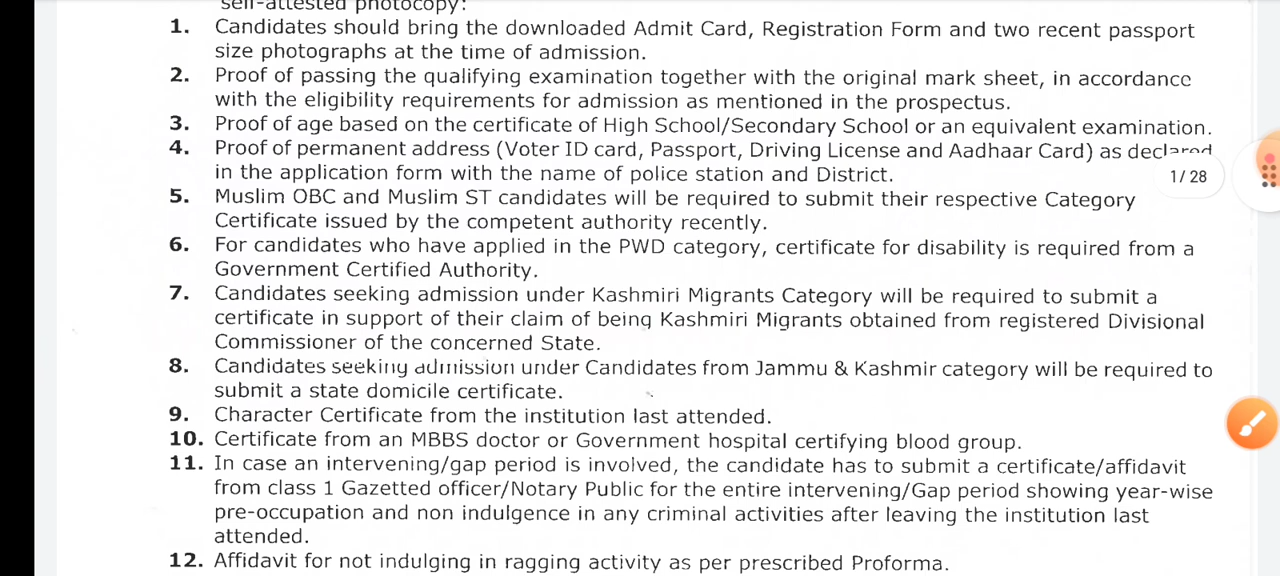 self-attested photocopy:
1. Candidates should bring the downloaded Admit Card, Registration Form and two recent passport
size photographs at the time of admission.
2. Proof of passing the qualifying examination together with the original mark sheet, in accordance
with the eligibility requirements for admission as mentioned in the prospectus.
3. Proof of age based on the certificate of High School/Secondary School or an equivalent examination.
4. Proof of permanent address (Voter ID card, Passport, Driving License and Aadhaar Card) as declared
in the application form with the name of police station and District.
1/28
5. Muslim OBC and Muslim ST candidates will be required to submit their respective Category
Certificate issued by the competent authority recently.
6. For candidates who have applied in the PWD category, certificate for disability is required from a
Government Certified Authority.
7. Candidates seeking admission under Kashmiri Migrants Category will be required to submit a
certificate in support of their claim of being Kashmiri Migrants obtained from registered Divisional
Commissioner of the concerned State.
8. Candidates seeking admission under Candidates from Jammu & Kashmir category will be required to
submit a state domicile certificate.
9. Character Certificate from the institution last attended.
10. Certificate from an MBBS doctor or Government hospital certifying blood group.
11. In case an intervening/gap period is involved, the candidate has to submit a certificate/affidavit
from class 1 Gazetted officer/Notary Public for the entire intervening/Gap period showing year-wise
pre-occupation and non indulgence in any criminal activities after leaving the institution last
attended.
12. Affidavit for not indulging in ragging activity as per prescribed Proforma.